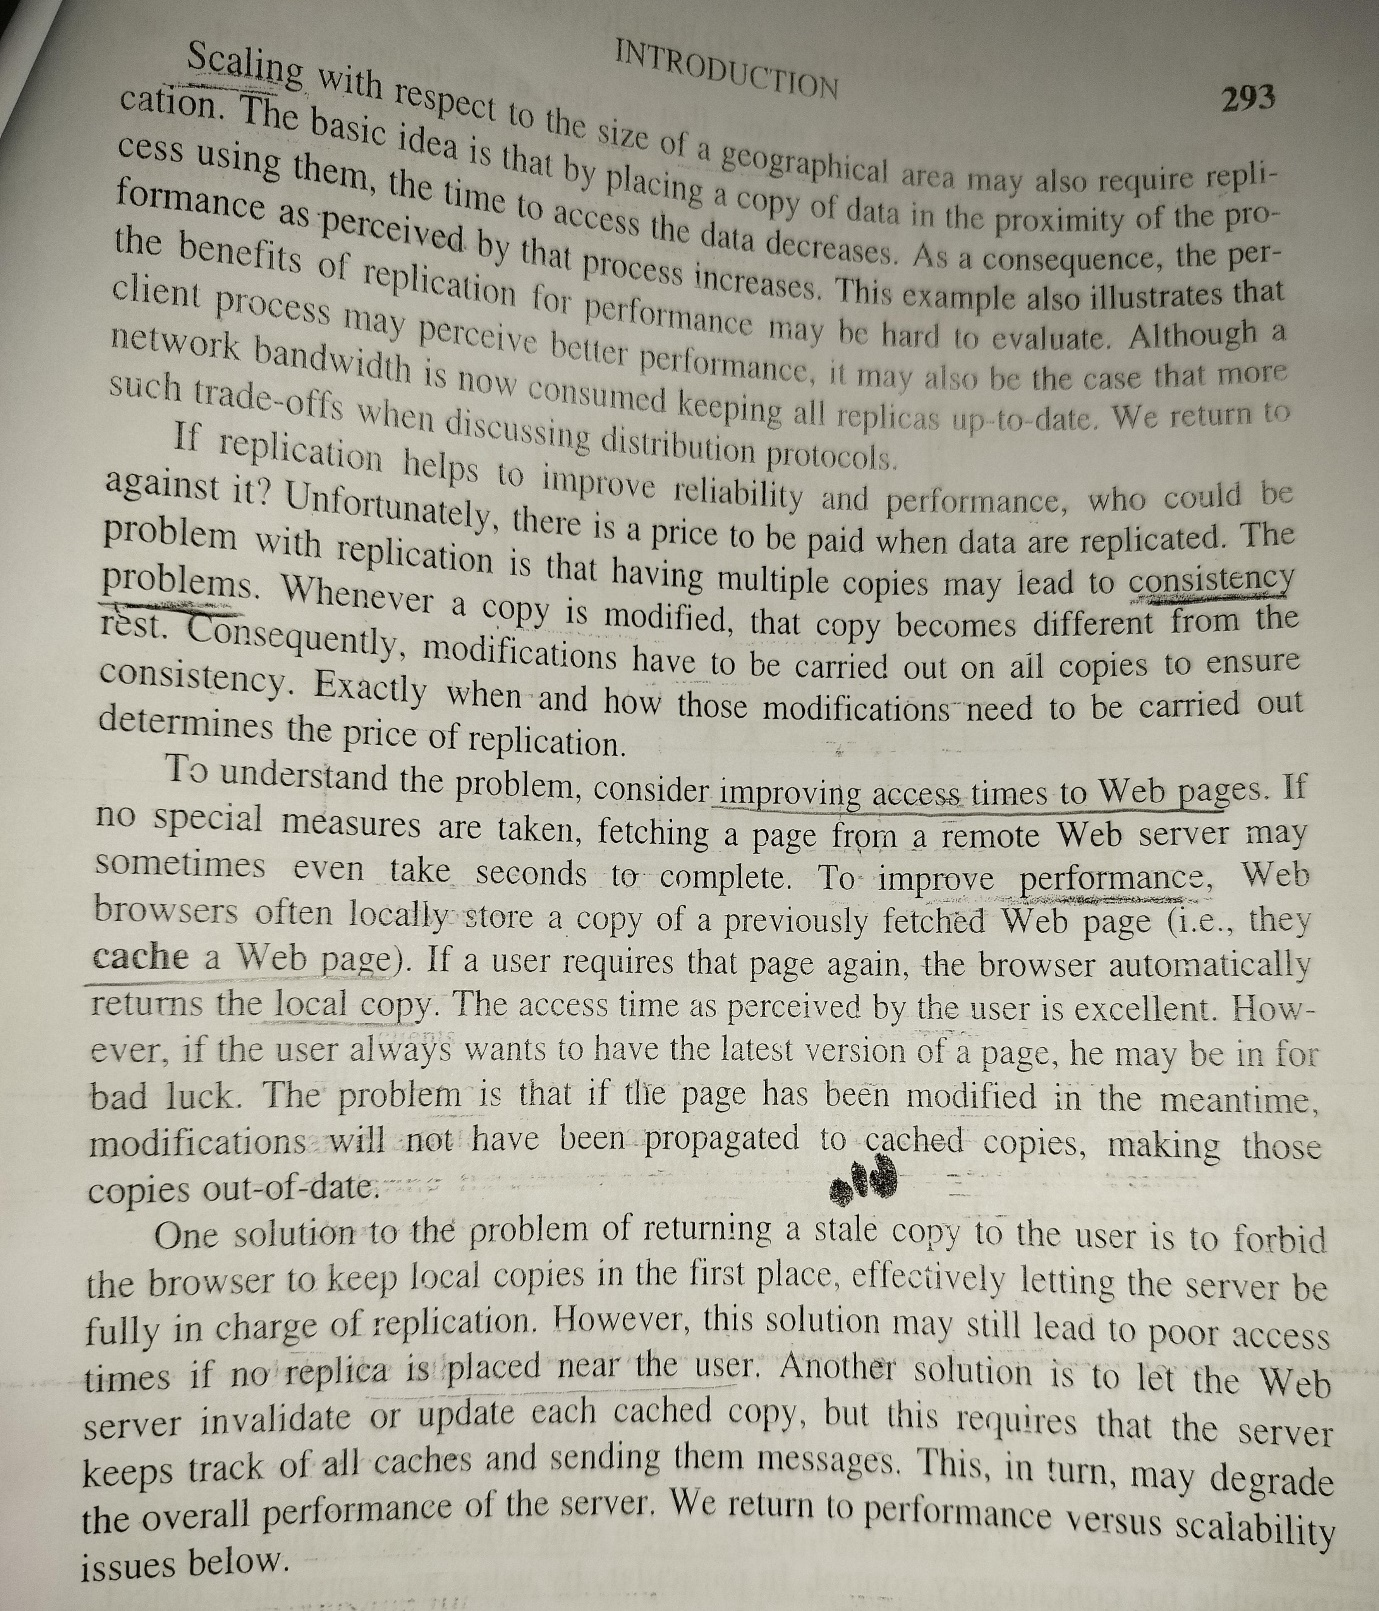 INTRODUCTION
293
Scaling with respect to the size of a geographical area may also require repli-
cation. The basic idea is that by placing a copy of data in the proximity of the pro-
cess using them, the time to access the data decreases. As a consequence, the per-
formance as perceived by that process increases. This example also illustrates that
the benefits of replication for performance may be hard to evaluate. Although a
client process may perceive better performance, it may also be the case that more
network bandwidth is now consumed keeping all replicas up-to-date. We return to
such trade-offs when discussing distribution protocols.
If replication helps to improve reliability and performance, who could be
against it? Unfortunately, there is a price to be paid when data are replicated. The
problem with replication is that having multiple copies may lead to consistency
problems. Whenever a copy is modified, that copy becomes different from the
rest. Consequently, modifications have to be carried out on all copies to ensure
consistency. Exactly when and how those modifications need to be carried out
determines the price of replication.
To understand the problem, consider improving access times to Web pages. If
no special measures are taken, fetching a page from a remote Web server may
sometimes even take seconds to complete. To improve performance, Web
browsers often locally store a copy of a previously fetched Web page (i.e., they
cache a Web page). If a user requires that page again, the browser automatically
returns the local copy. The access time as perceived by the user is excellent. How-
ever, if the user always wants to have the latest version of a page, he may be in for
bad luck. The problem is that if the page has been modified in the meantime,
modifications will not have been propagated to cached copies, making those
copies out-of-date.
One solution to the problem of returning a stale copy to the user is to forbid
the browser to keep local copies in the first place, effectively letting the server be
fully in charge of replication. However, this solution may still lead to poor access
times if no replica is placed near the user. Another solution is to let the Web
server invalidate or update each cached copy, but this requires that the server
keeps track of all caches and sending them messages. This, in turn, may degrade
the overall performance of the server. We return to performance versus scalability
issues below.